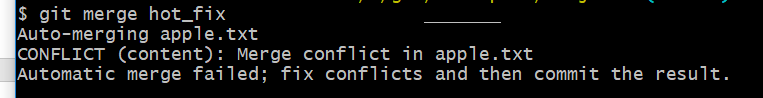 $ git merge hot_fix
Auto-merging apple.txt
CONFLICT (content): Merge conflict in apple.txt
Automatic merge failed; fix conflicts and then commit the result.